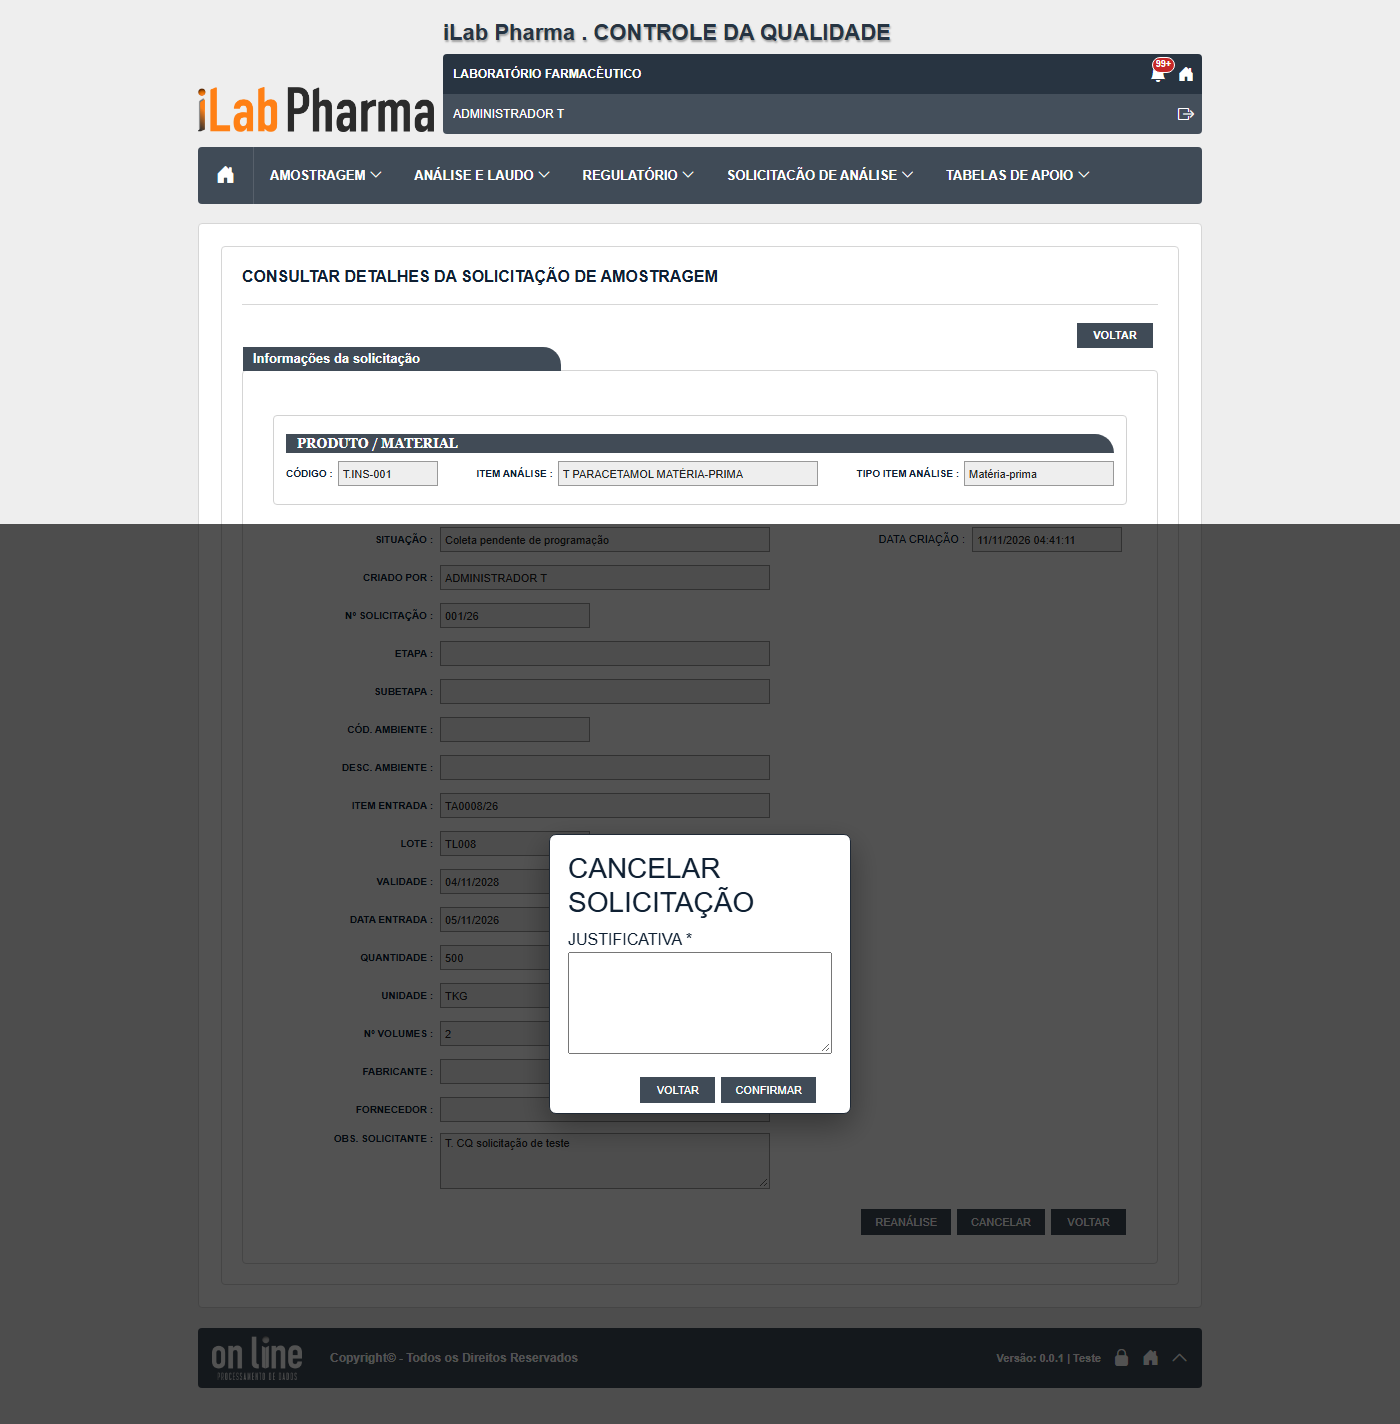 iLab Pharma . CONTROLE DA QUALIDADE
LABORATÓRIO FARMACÊUTICO
99+
iLab Pharma
ADMINISTRADOR T
AMOSTRAGEM
ANÁLISE E LAUDO
REGULATÓRIO
SOLICITACÃO DE ANÁLISE
TABELAS DE APOIO
CONSULTAR DETALHES DA SOLICITAÇÃO DE AMOSTRAGEM
VOLTAR
Informações da solicitação
PRODUTO / MATERIAL
CÓDIGO : T.INS-001 ITEM ANÁLISE : T PARACETAMOL MATÉRIA-PRIMA TIPO ITEM ANÁLISE : Matéria-prima
SITUAÇÃO : Coleta pendente de programação DATA CRIAÇÃO : 11/11/2026 04:41:11
CRIADO POR : ADMINISTRADOR T
Nº SOLICITAÇÃO : 001/26
ETAPA :
SUBETAPA :
CÓD. AMBIENTE :
DESC. AMBIENTE :
ITEM ENTRADA : TA0008/26
LOTE : TL008
VALIDADE : 04/11/2028
DATA ENTRADA : 05/11/2026
QUANTIDADE : 500
UNIDADE : TKG
Nº VOLUMES : 2
FABRICANTE :
FORNECEDOR :
OBS. SOLICITANTE : T. CQ solicitação de teste
CANCELAR
SOLICITAÇÃO
JUSTIFICATIVA *
VOLTAR CONFIRMAR
REANÁLISE CANCELAR VOLTAR
on line
PROCESSAMENTO DE DADOS
Copyright© - Todos os Direitos Reservados
Versão: 0.0.1 | Teste